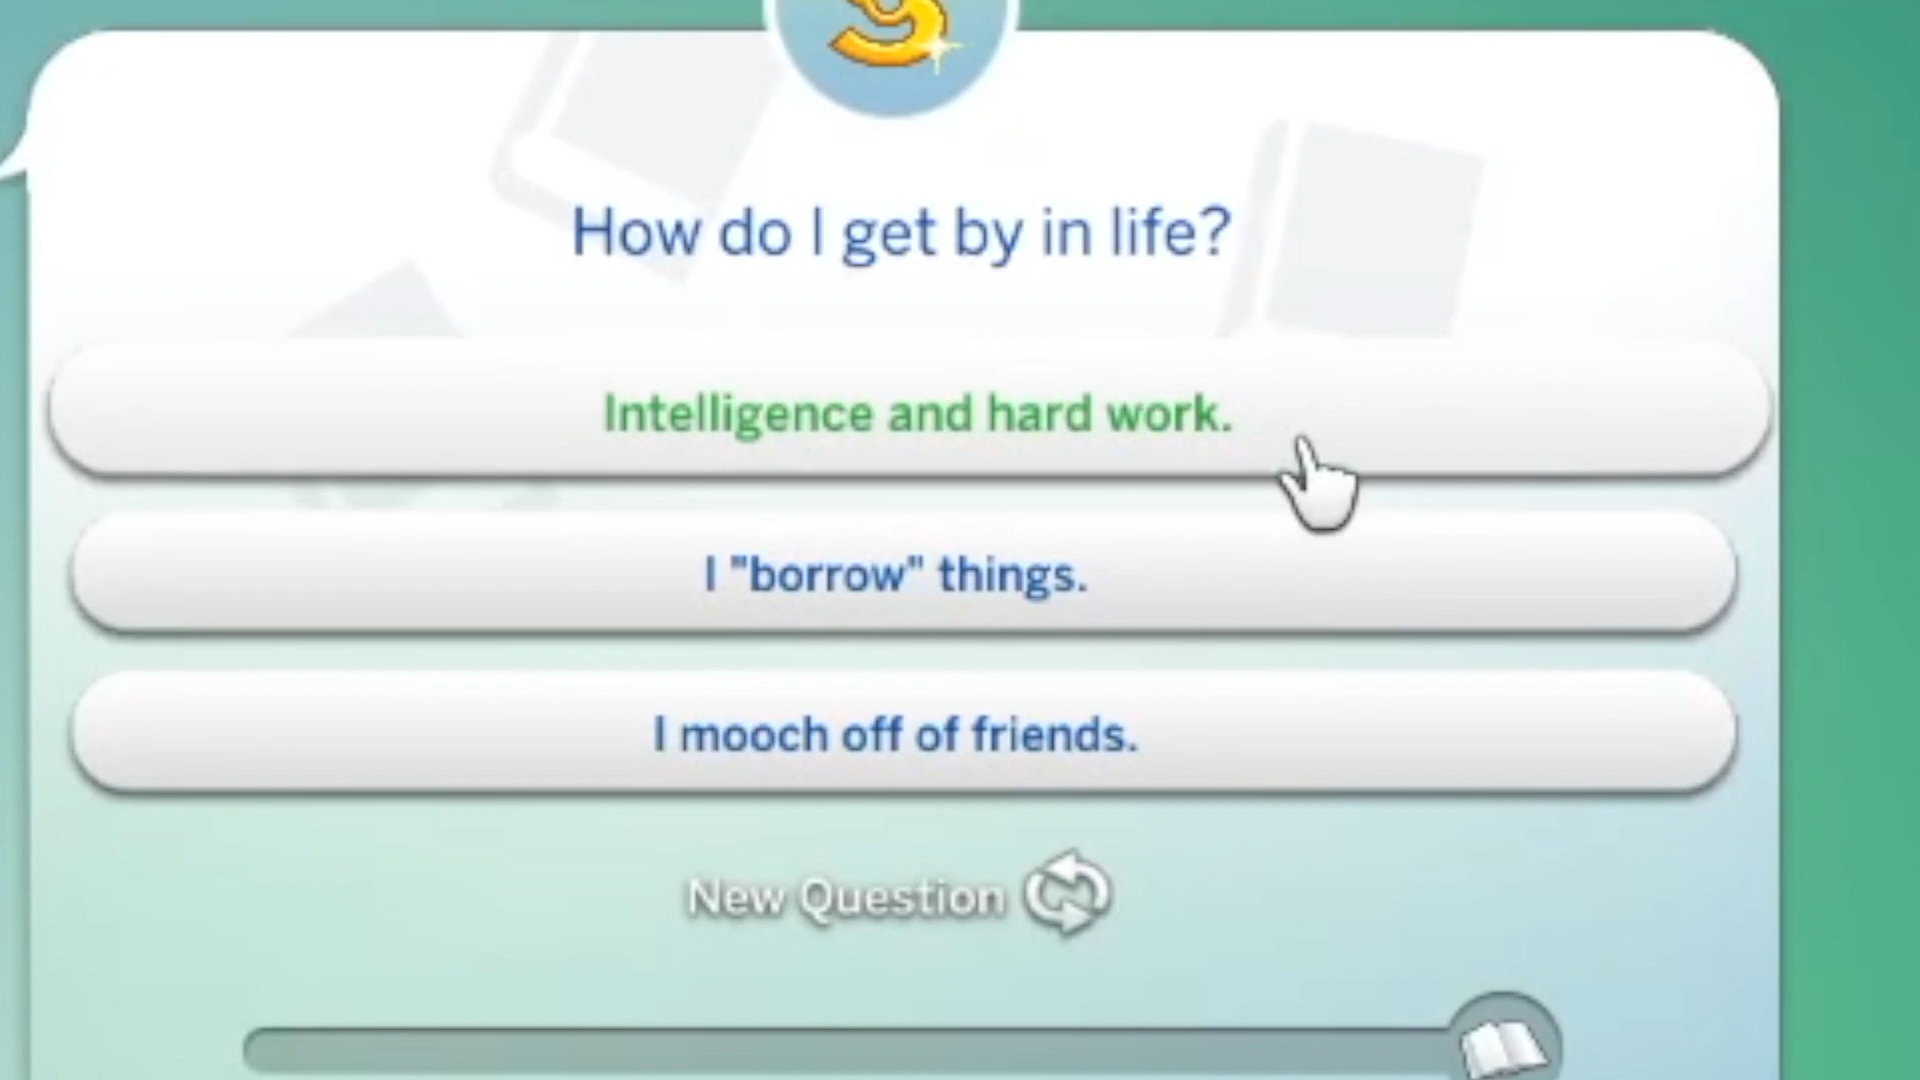 How do I get by in life?
Intelligence and hard work.
I "borrow" things.
I mooch off of friends.
New Question